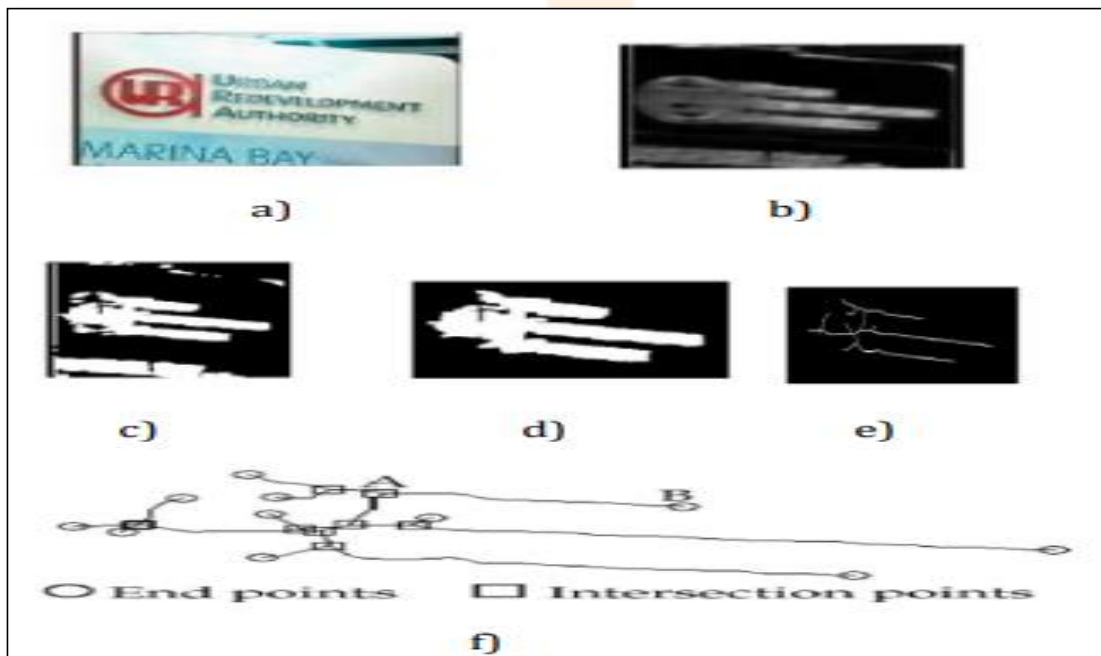 UR URBAN
REDEVELOPMENT
AUTHORITY
MARINA BAY
a)
b)
c)
d)
e)
A
B
End points
Intersection points
f)